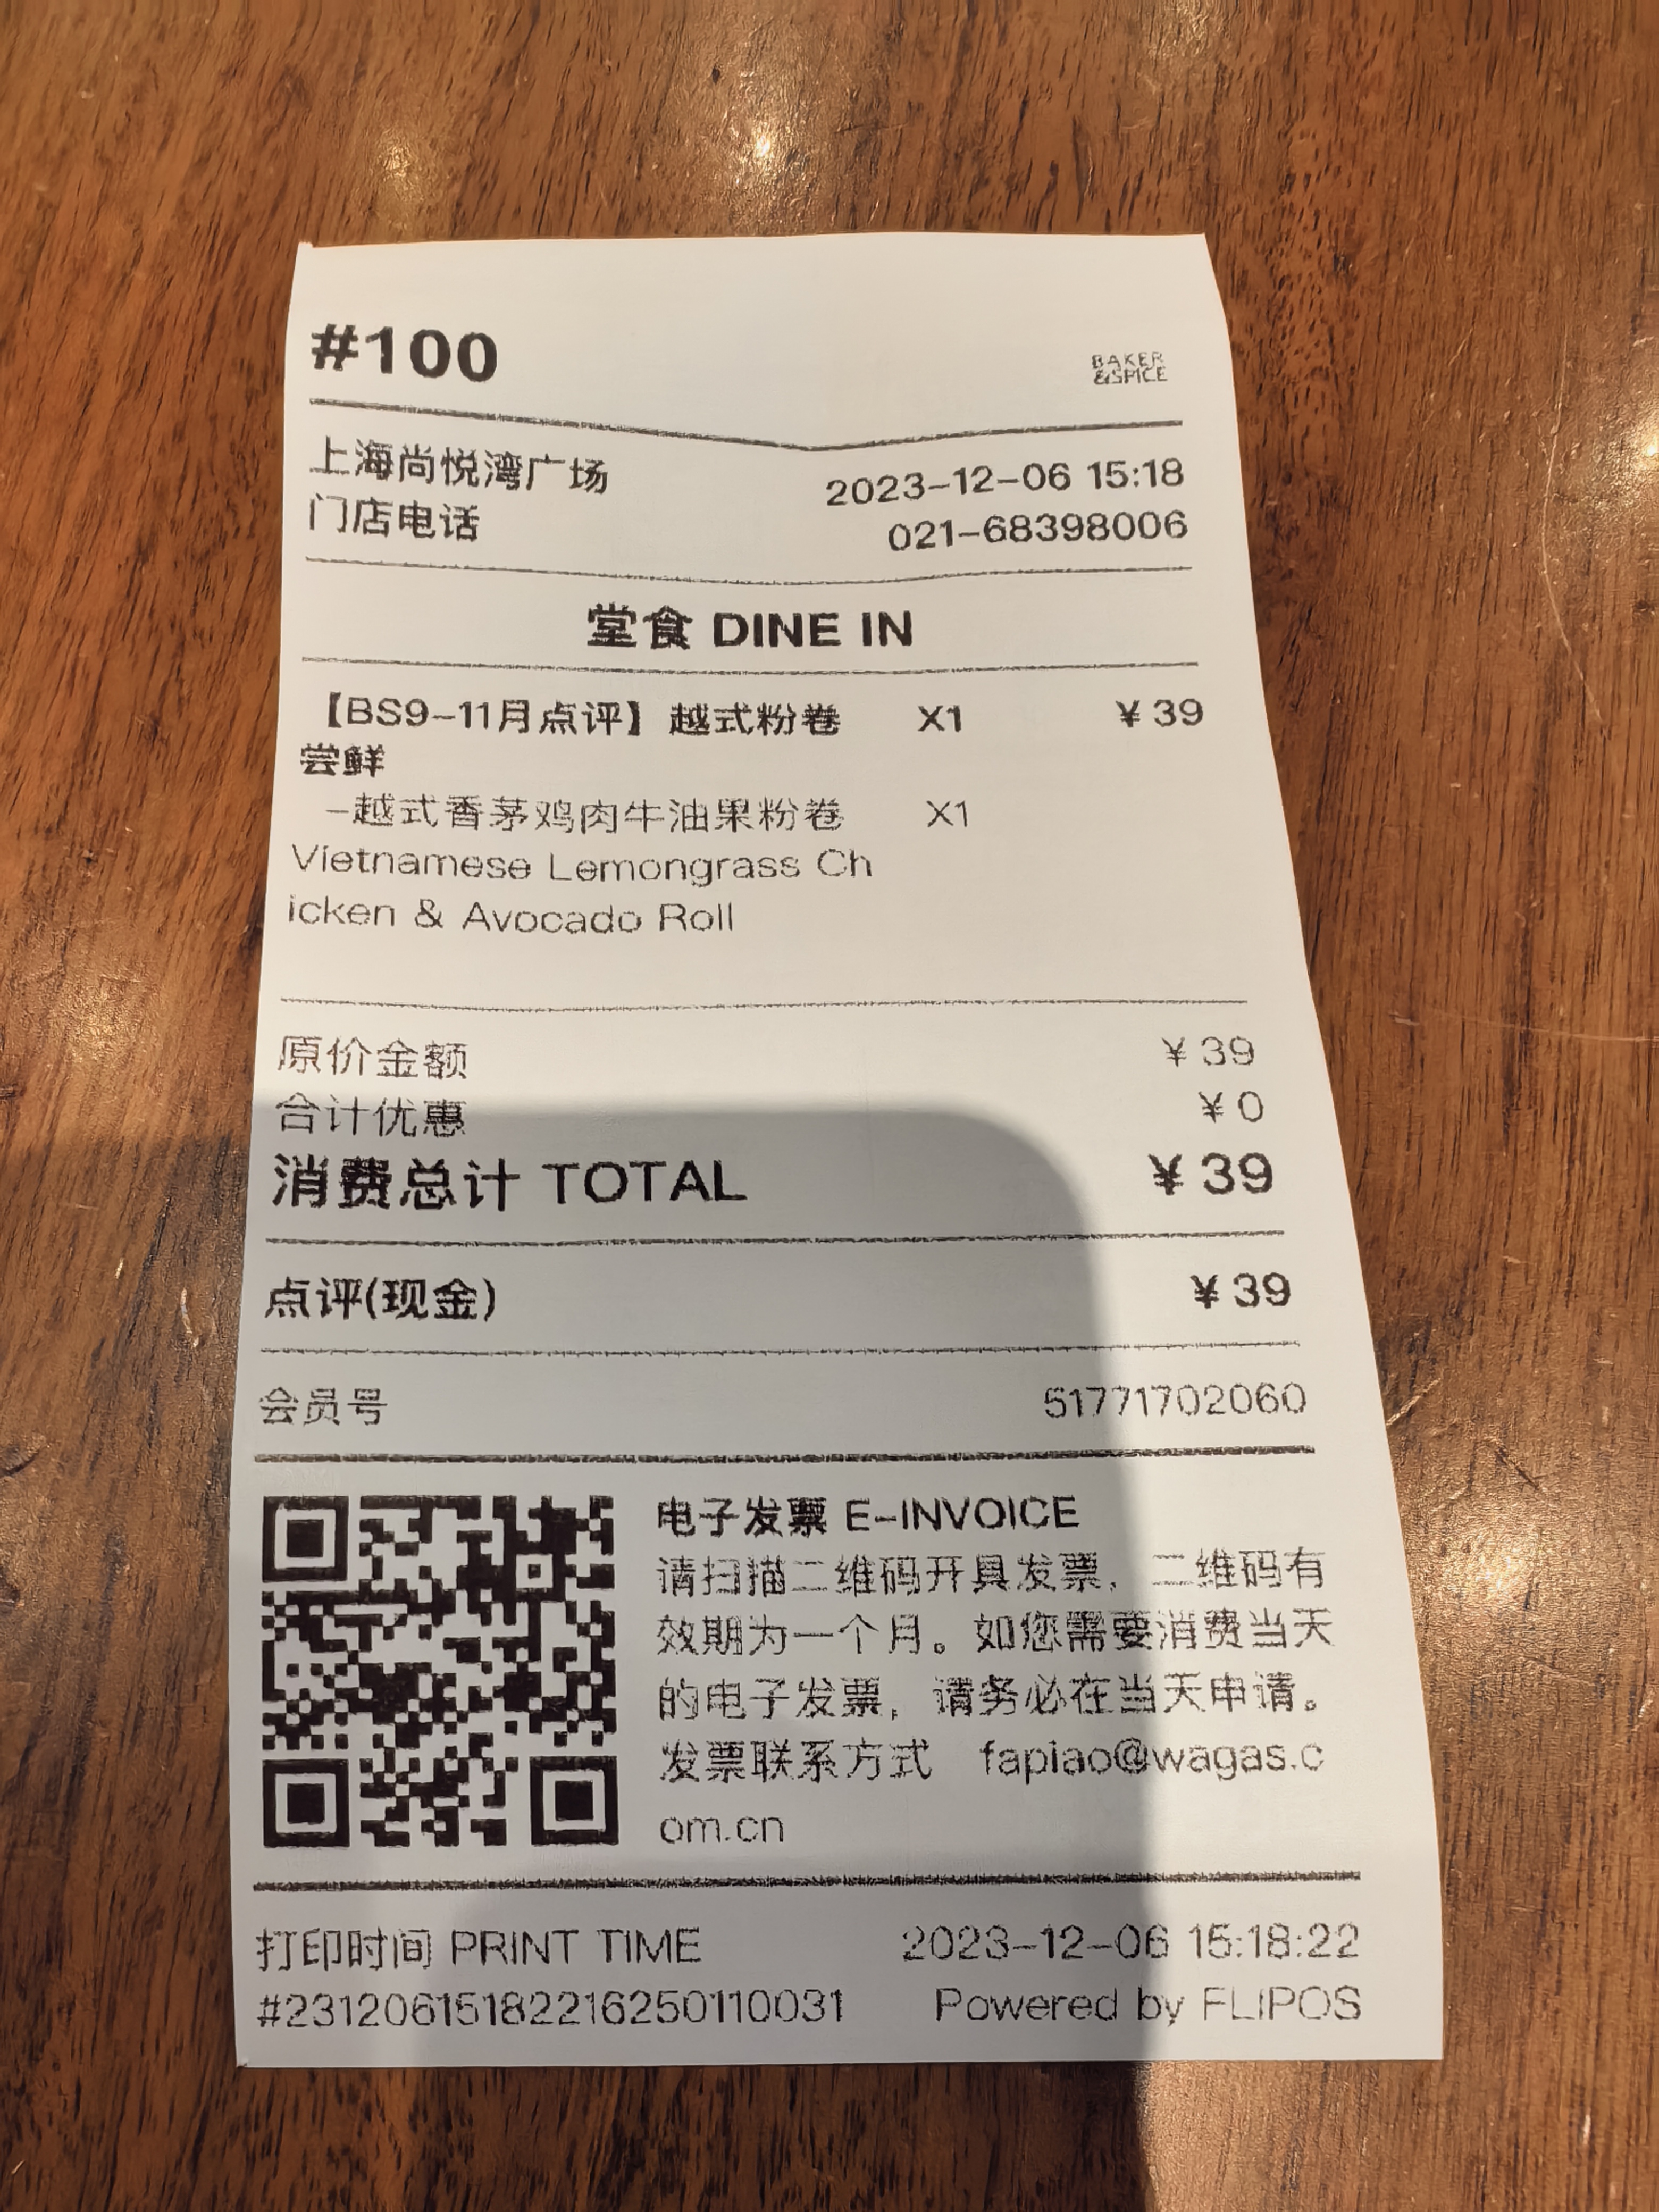 #100
BAKER
&SPICE
上海尚悦湾广场 2023-12-06 15:18
门店电话 021-68398006
堂食 DINE IN
【BS9-11月点评】越式粉卷 X1 ¥39
尝鲜
-越式香茅鸡肉牛油果粉卷 X1
Vietnamese Lemongrass Ch
icken & Avocado Roll
原价金额 ¥39
合计优惠 ¥0
消费总计 TOTAL ¥39
点评(现金) ¥39
会员号 51771702060
电子发票 E-INVOICE
请扫描二维码开具发票，二维码有
效期为一个月。如您需要消费当天
的电子发票，请务必在当天申请。
发票联系方式 fapiao@wagas.c
om.cn
打印时间 PRINT TIME 2023-12-06 15:18:22
#23120615182216250110031 Powered by FLIPOS